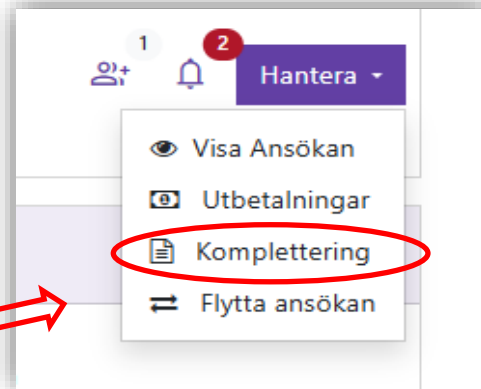 1
2
Hantera
Visa Ansökan
Utbetalningar
Komplettering
Flytta ansökan